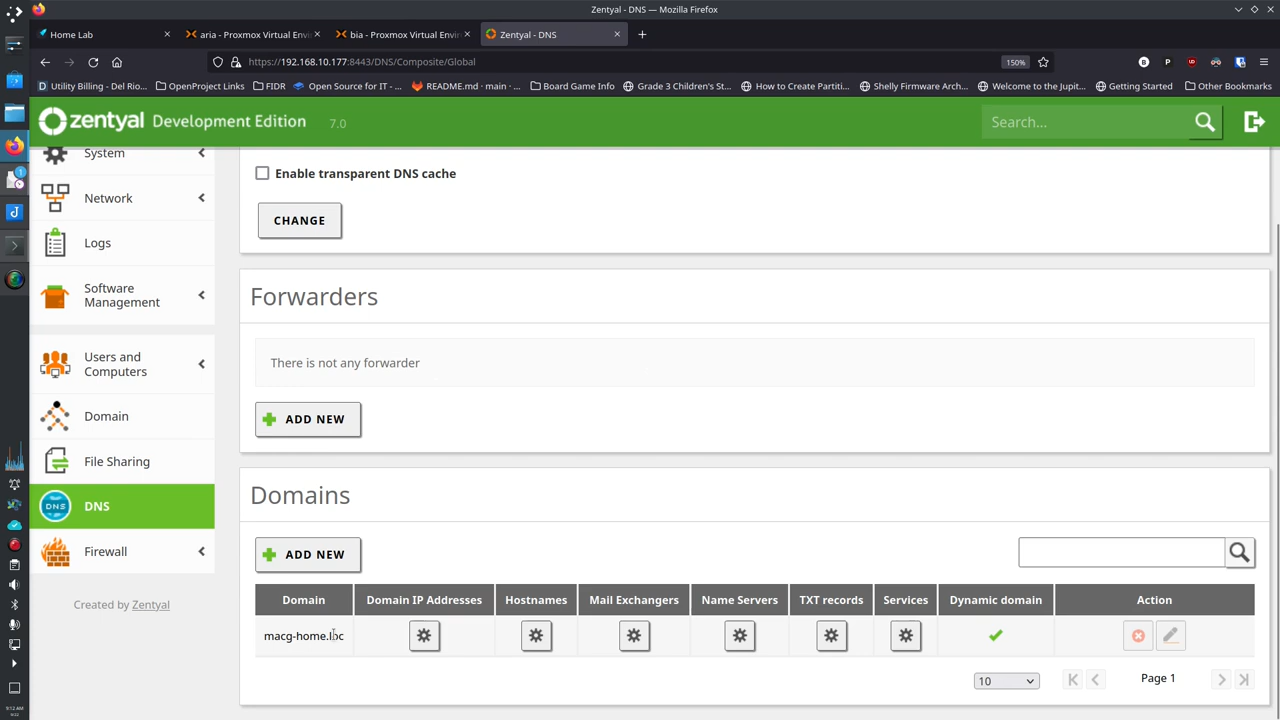 Zentyal - DNS — Mozilla Firefox
Home Lab
aria - Proxmox Virtual Envi
bia - Proxmox Virtual Envir
Zentyal - DNS
https://192.168.10.177:8443/DNS/Composite/Global
150%
Utility Billing - Del Rio...
OpenProject Links
FIDR
Open Source for IT - ...
README.md · main · ...
Board Game Info
Grade 3 Children's St...
How to Create Partiti...
Shelly Firmware Arch...
Welcome to the Jupit...
Getting Started
Other Bookmarks
zentyal Development Edition 7.0
Search...
System
Network
Logs
Software
Management
Users and
Computers
Domain
File Sharing
DNS
DNS
Firewall
Created by Zentyal
Enable transparent DNS cache
CHANGE
Forwarders
There is not any forwarder
ADD NEW
Domains
ADD NEW
Domain Domain IP Addresses Hostnames Mail Exchangers Name Servers TXT records Services Dynamic domain Action
macg-home.loc
10
Page 1
9:12 AM